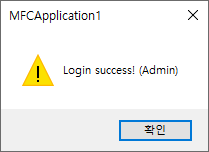 MFCApplication1
Login success! (Admin)
확인